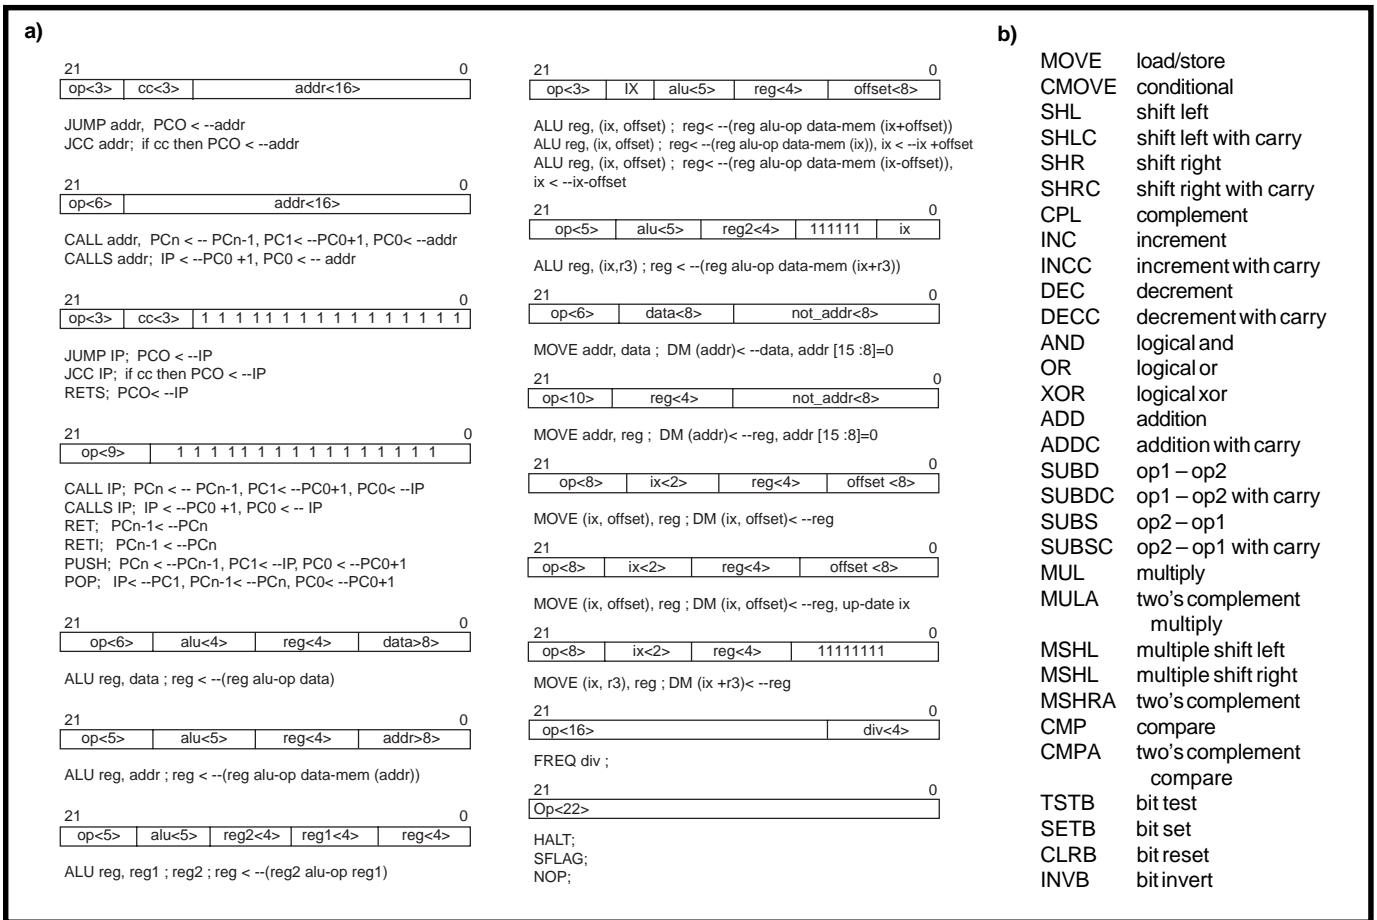 a)
21 0
op<3> cc<3> addr<16>
JUMP addr, PCO < --addr
JCC addr; if cc then PCO < --addr
21 0
op<6> addr<16>
CALL addr, PCn < -- PCn-1, PC1< --PC0+1, PC0< --addr
CALLS addr; IP < --PC0 +1, PC0 < -- addr
21 0
op<3> cc<3> 1 1 1 1 1 1 1 1 1 1 1 1 1 1 1 1
JUMP IP; PCO < --IP
JCC IP; if cc then PCO < --IP
RETS; PCO< --IP
21 0
op<9> 1 1 1 1 1 1 1 1 1 1 1 1 1 1 1 1
CALL IP; PCn < -- PCn-1, PC1< --PC0+1, PC0< --IP
CALLS IP; IP < --PC0 +1, PC0 < -- IP
RET; PCn-1< --PCn
RETI; PCn-1 < --PCn
PUSH; PCn < --PCn-1, PC1< --IP, PC0 < --PC0+1
POP; IP< --PC1, PCn-1< --PCn, PC0< --PC0+1
21 0
op<6> alu<4> reg<4> data>8>
ALU reg, data ; reg < --(reg alu-op data)
21 0
op<5> alu<5> reg<4> addr>8>
ALU reg, addr ; reg < --(reg alu-op data-mem (addr))
21 0
op<5> alu<5> reg2<4> reg1<4> reg<4>
ALU reg, reg1 ; reg2 ; reg < --(reg2 alu-op reg1)
21 0
op<3> IX alu<5> reg<4> offset<8>
ALU reg, (ix, offset) ; reg< --(reg alu-op data-mem (ix+offset))
ALU reg, (ix, offset) ; reg< --(reg alu-op data-mem (ix)), ix < --ix +offset
ALU reg, (ix, offset) ; reg< --(reg alu-op data-mem (ix-offset)),
ix < --ix-offset
21 0
op<5> alu<5> reg2<4> 111111 ix
ALU reg, (ix,r3) ; reg < --(reg alu-op data-mem (ix+r3))
21 0
op<6> data<8> not_addr<8>
MOVE addr, data ; DM (addr)< --data, addr [15 :8]=0
21 0
op<10> reg<4> not_addr<8>
MOVE addr, reg ; DM (addr)< --reg, addr [15 :8]=0
21 0
op<8> ix<2> reg<4> offset <8>
MOVE (ix, offset), reg ; DM (ix, offset)< --reg
21 0
op<8> ix<2> reg<4> offset <8>
MOVE (ix, offset), reg ; DM (ix, offset)< --reg, up-date ix
21 0
op<8> ix<2> reg<4> 11111111
MOVE (ix, r3), reg ; DM (ix +r3)< --reg
21 0
op<16> div<4>
FREQ div ;
21 0
Op<22>
HALT;
SFLAG;
NOP;
b)
MOVE load/store
CMOVE conditional
SHL shift left
SHLC shift left with carry
SHR shift right
SHRC shift right with carry
CPL complement
INC increment
INCC increment with carry
DEC decrement
DECC decrement with carry
AND logical and
OR logical or
XOR logical xor
ADD addition
ADDC addition with carry
SUBD op1 – op2
SUBDC op1 – op2 with carry
SUBS op2 – op1
SUBSC op2 – op1 with carry
MUL multiply
MULA two's complement
multiply
MSHL multiple shift left
MSHL multiple shift right
MSHRA two's complement
CMP compare
CMPA two's complement
compare
TSTB bit test
SETB bit set
CLRB bit reset
INVB bit invert